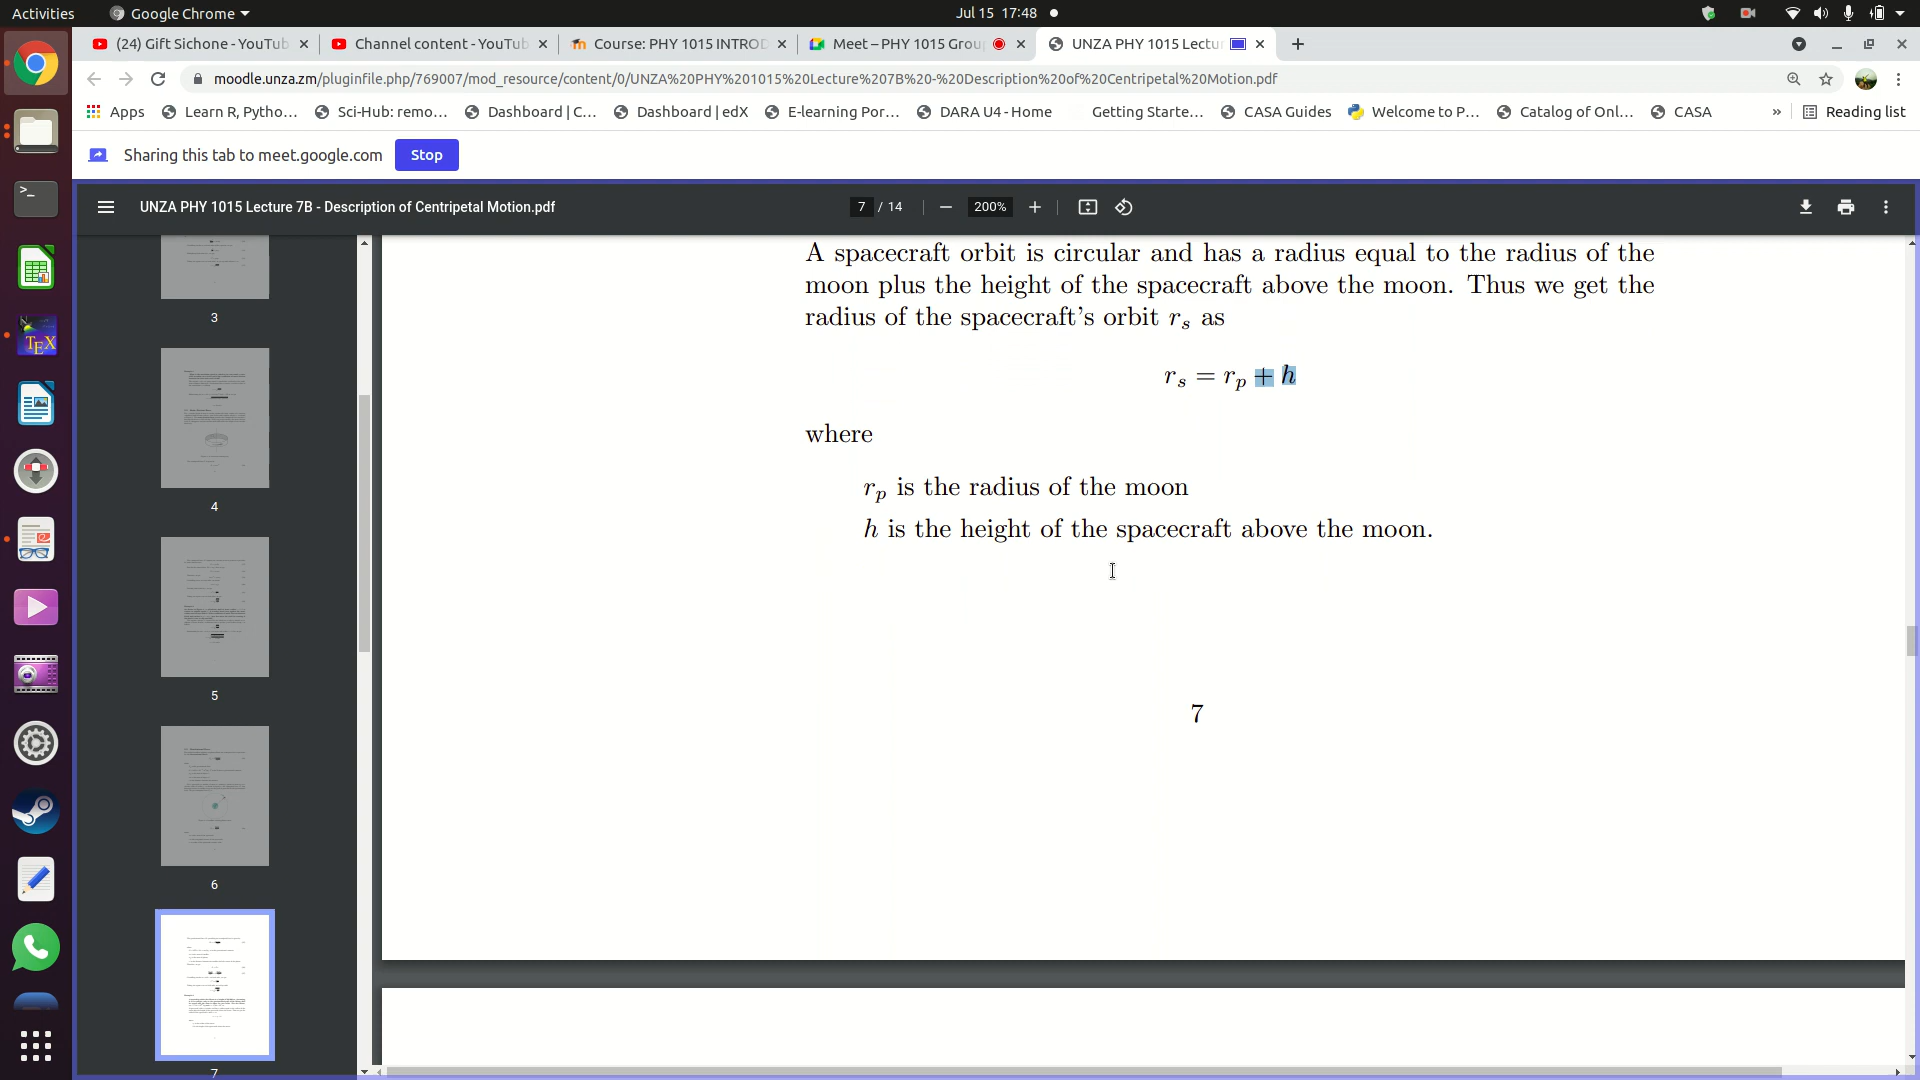 Activities
Google Chrome
Jul 15 17:48
(24) Gift Sichone - YouTub
Channel content - YouTub
Course: PHY 1015 INTROD
Meet – PHY 1015 Grou
UNZA PHY 1015 Lectur
moodle.unza.zm/pluginfile.php/769007/mod_resource/content/0/UNZA%20PHY%201015%20Lecture%207B%20-%20Description%20of%20Centripetal%20Motion.pdf
Apps
Learn R, Pytho...
Sci-Hub: remo...
Dashboard | C...
Dashboard | edX
E-learning Por...
DARA U4 - Home
Getting Starte...
CASA Guides
Welcome to P...
Catalog of Onl...
CASA
»
Reading list
Sharing this tab to meet.google.com
Stop
UNZA PHY 1015 Lecture 7B - Description of Centripetal Motion.pdf
7 / 14
200%
3
4
5
6
7
A spacecraft orbit is circular and has a radius equal to the radius of the
moon plus the height of the spacecraft above the moon. Thus we get the
radius of the spacecraft's orbit r_s as
r_s = r_p + h
where
r_p is the radius of the moon
h is the height of the spacecraft above the moon.
7